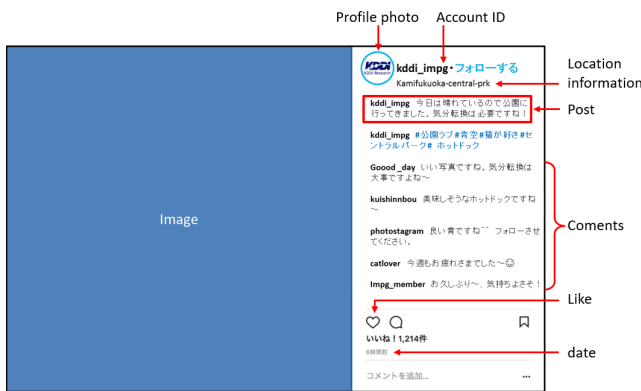 Profile photo Account ID
KDDI
KDDI Research
kddi_impg・フォローする
Kamifukuoka-central-prk
Location
information
kddi_impg 今日は晴れているので公園に
行ってきました。気分転換は必要ですね！
Post
kddi_impg #公園ラブ#青空#猫が好き#セ
ントラルパーク# ホットドック
Goood_day いい写真ですね。気分転換は
大事ですよね～
kuishinnbou 美味しそうなホットドックですね
～
Image
photostagram 良い青ですね^^ フォローさせ
てください。
Coments
catlover 今週もお疲れさまでした～😊
Impg_member お久しぶり～、気持ちよさそ！
Like
いいね！1,214件
6時間前
date
コメントを追加...